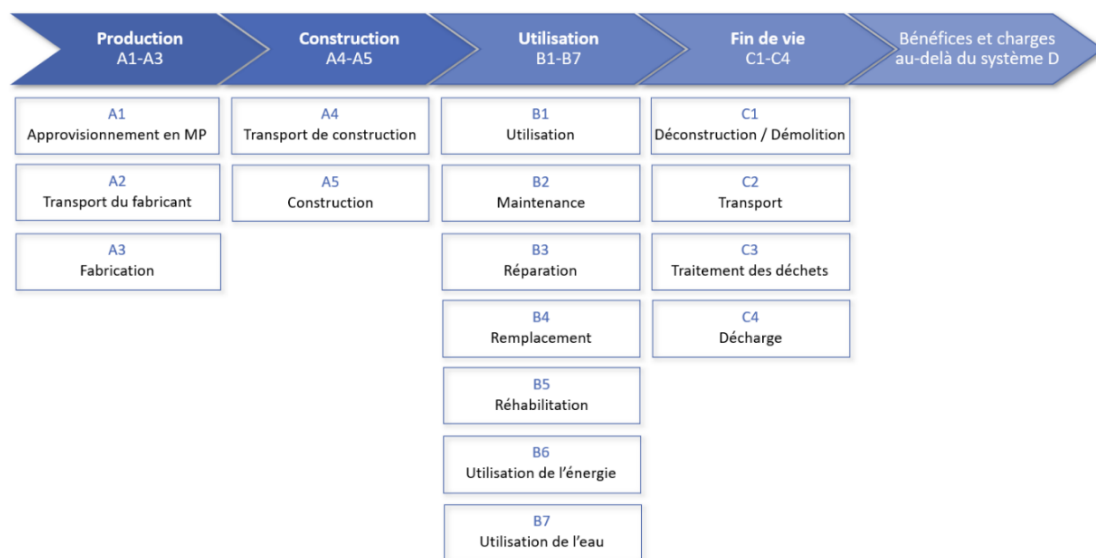 Production
A1-A3
Construction
A4-A5
Utilisation
B1-B7
Fin de vie
C1-C4
Bénéfices et charges
au-delà du système D
A1
Approvisionnement en MP
A2
Transport du fabricant
A3
Fabrication
A4
Transport de construction
A5
Construction
B1
Utilisation
B2
Maintenance
B3
Réparation
B4
Remplacement
B5
Réhabilitation
B6
Utilisation de l'énergie
B7
Utilisation de l'eau
C1
Déconstruction / Démolition
C2
Transport
C3
Traitement des déchets
C4
Décharge